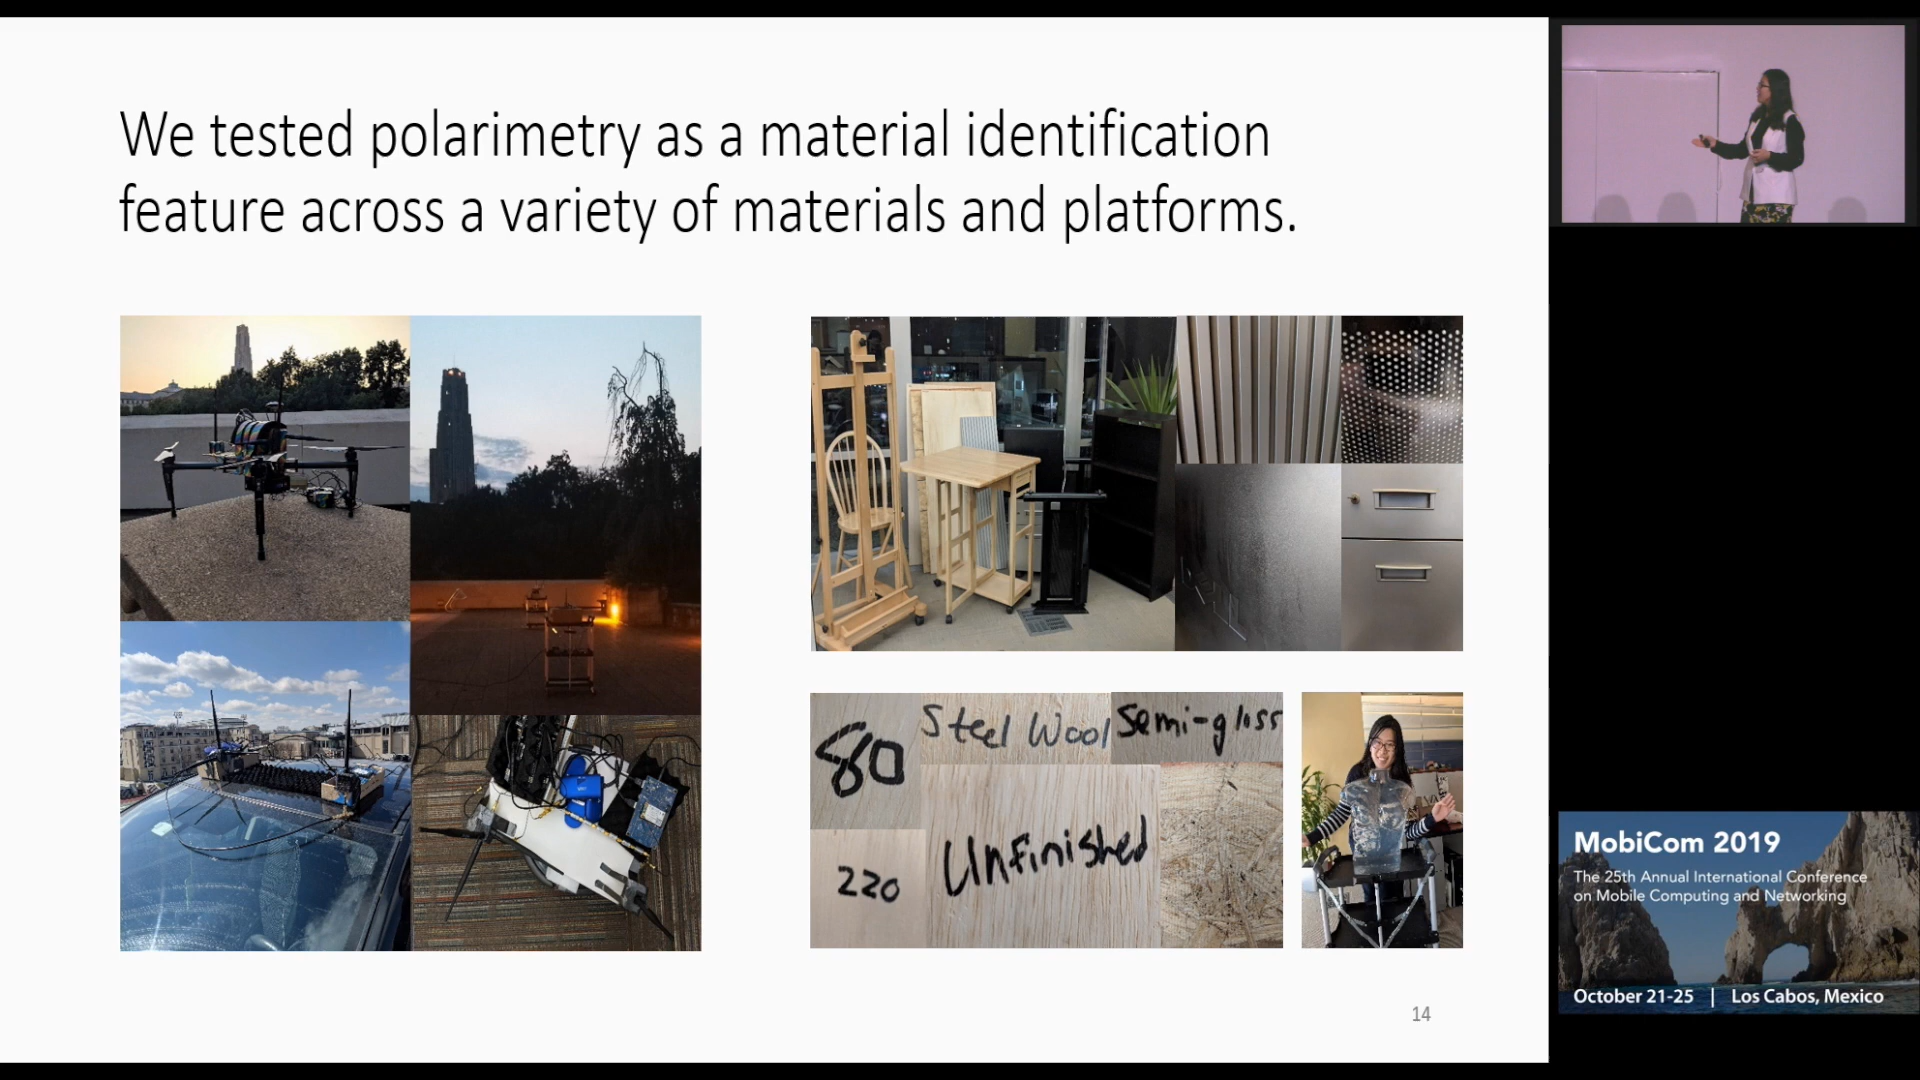 We tested polarimetry as a material identification
feature across a variety of materials and platforms.
80
Steel Wool
Semi-gloss
220
Unfinished
14
MobiCom 2019
The 25th Annual International Conference
on Mobile Computing and Networking
October 21-25 | Los Cabos, Mexico